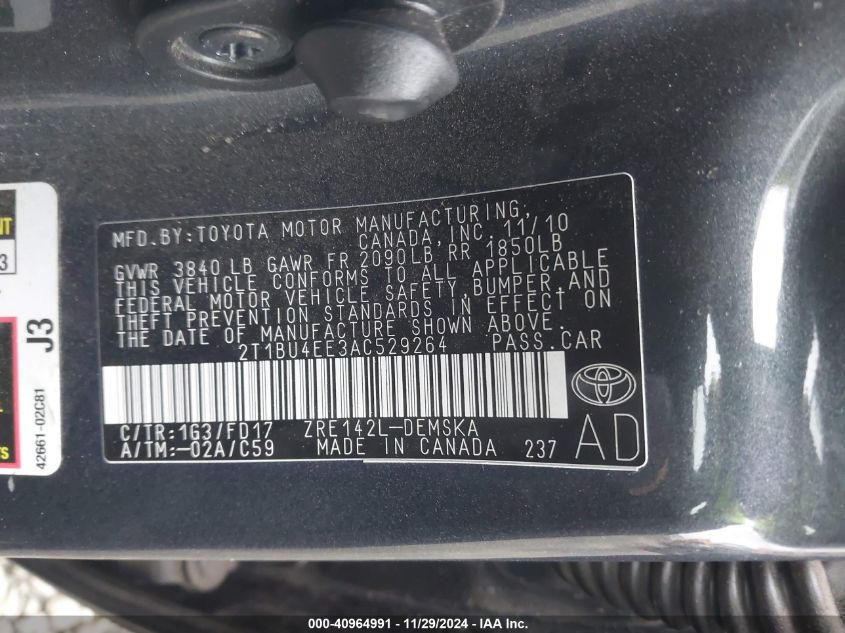 MFD.BY:TOYOTA MOTOR MANUFACTURING,
CANADA, INC. 11/10
GVWR 3840 LB GAWR FR 2090LB RR 1850LB
THIS VEHICLE CONFORMS TO ALL APPLICABLE
FEDERAL MOTOR VEHICLE SAFETY, BUMPER, AND
THEFT PREVENTION STANDARDS IN EFFECT ON
THE DATE OF MANUFACTURE SHOWN ABOVE.
2T1BU4EE3AC529264 PASS.CAR
C/TR:1G3/FD17 ZRE142L-DEMSKA
A/TM:-02A/C59 MADE IN CANADA 237
AD
NT
3
L
TS
J3
42661-02C81
000-40964991 - 11/29/2024 - IAA Inc.